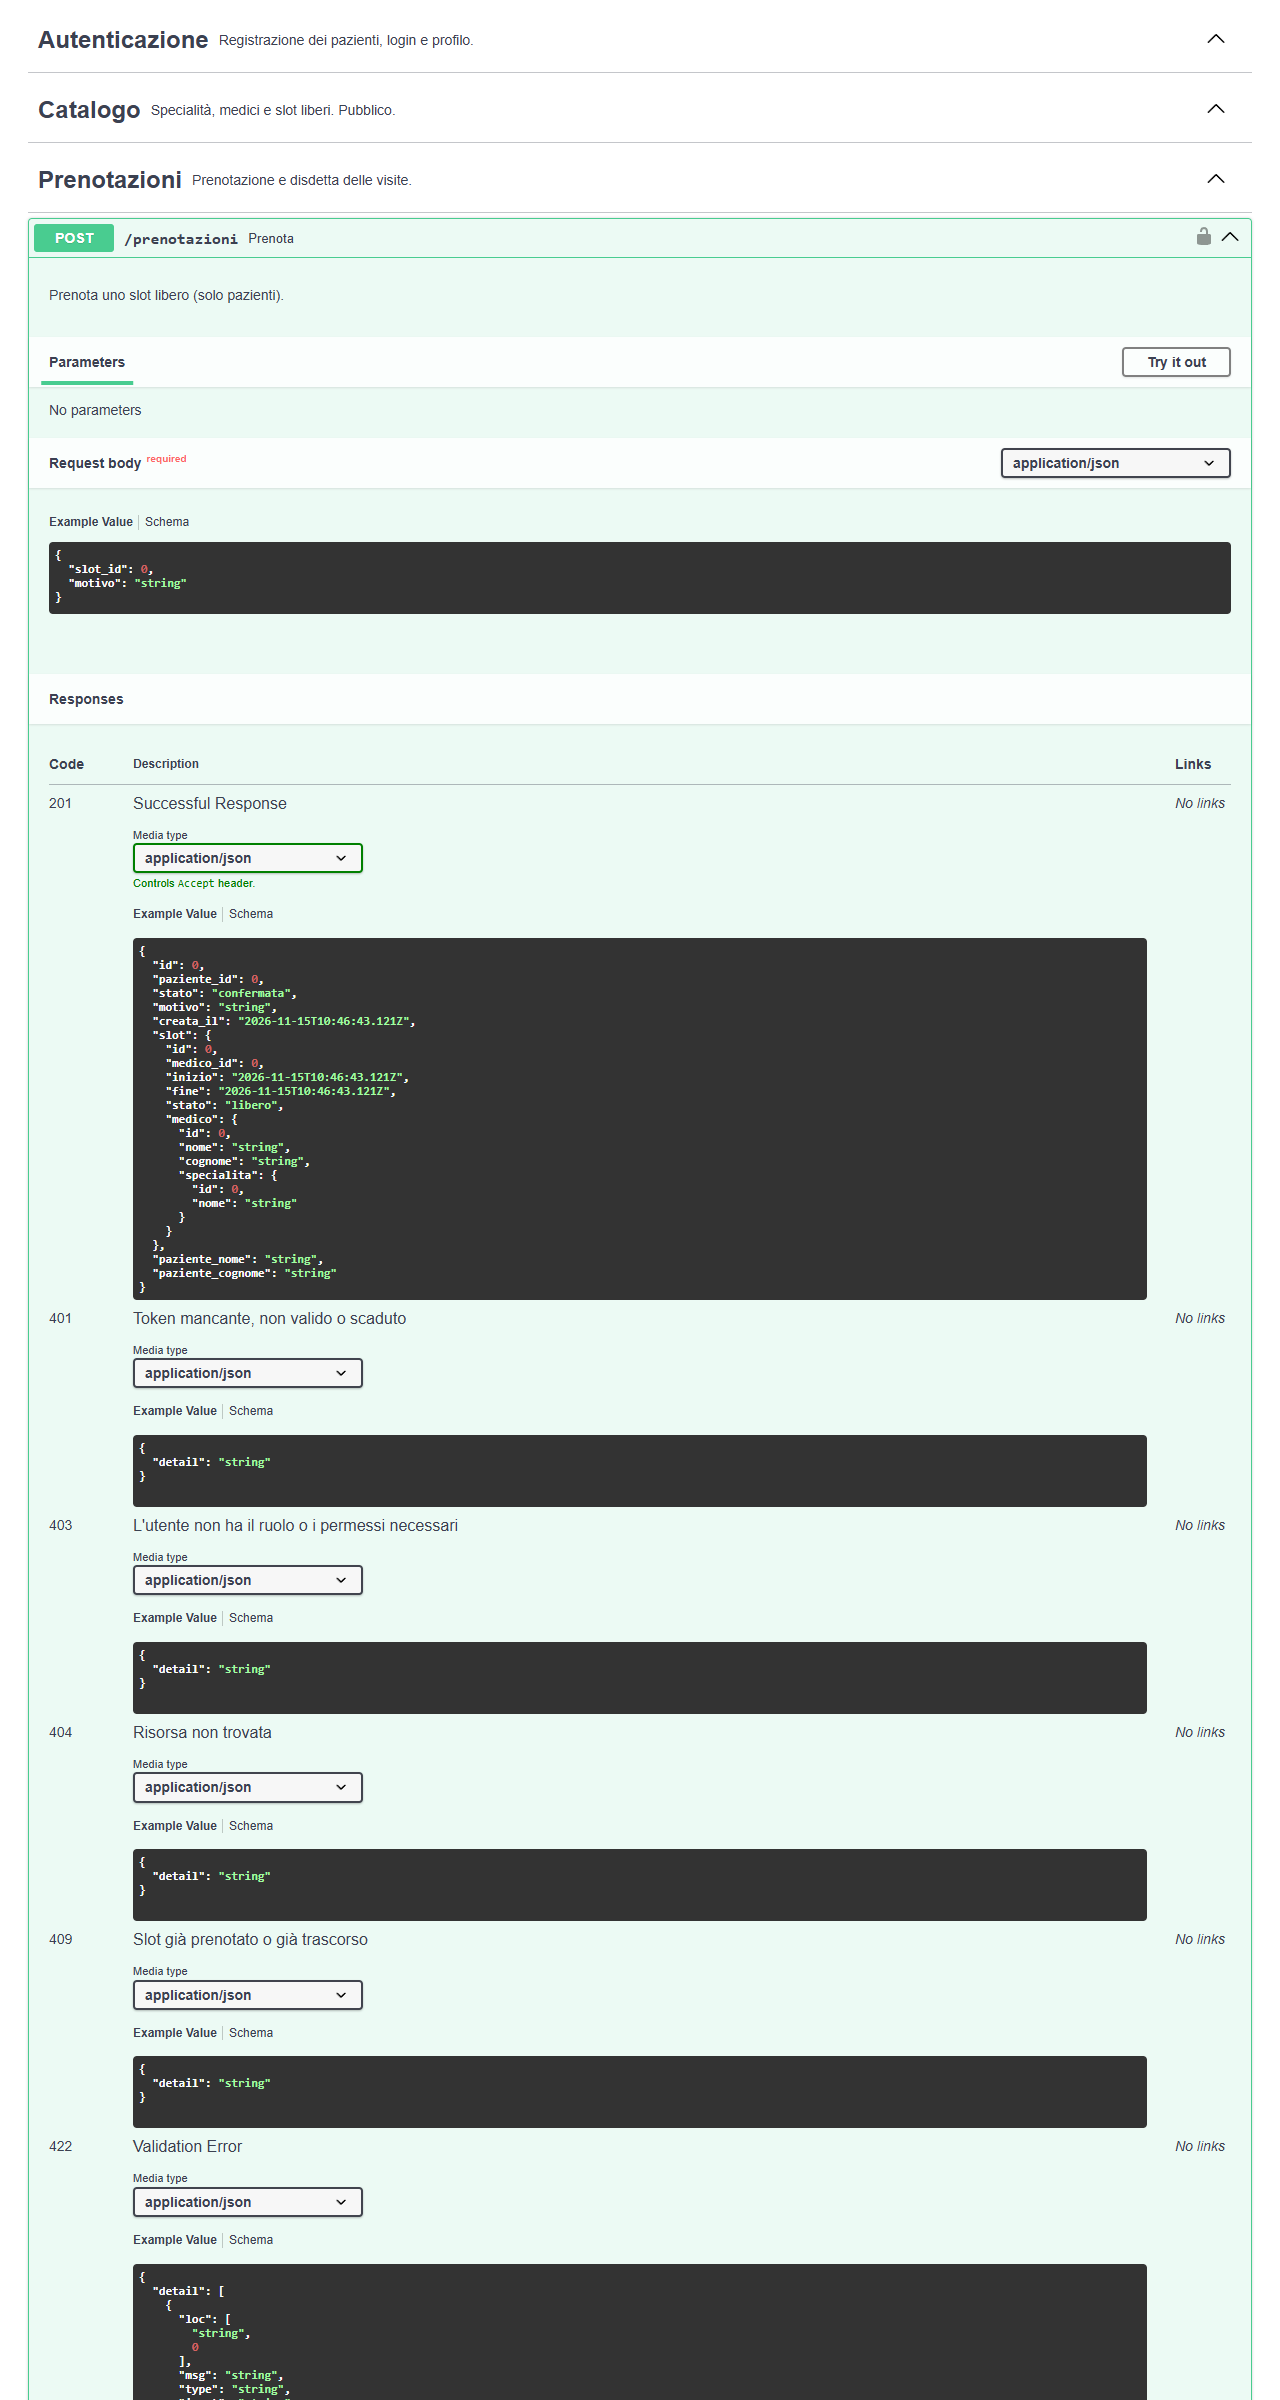 Autenticazione Registrazione dei pazienti, login e profilo.
Catalogo Specialità, medici e slot liberi. Pubblico.
Prenotazioni Prenotazione e disdetta delle visite.
POST /prenotazioni Prenota
Prenota uno slot libero (solo pazienti).
Parameters Try it out
No parameters
Request body required application/json
Example Value Schema
{
"slot_id": 0,
"motivo": "string"
}
Responses
Code Description Links
201 Successful Response No links
Media type
application/json
Controls Accept header.
Example Value Schema
{
"id": 0,
"paziente_id": 0,
"stato": "confermata",
"motivo": "string",
"creata_il": "2026-11-15T10:46:43.121Z",
"slot": {
"id": 0,
"medico_id": 0,
"inizio": "2026-11-15T10:46:43.121Z",
"fine": "2026-11-15T10:46:43.121Z",
"stato": "libero",
"medico": {
"id": 0,
"nome": "string",
"cognome": "string",
"specialita": {
"id": 0,
"nome": "string"
}
}
},
"paziente_nome": "string",
"paziente_cognome": "string"
}
401 Token mancante, non valido o scaduto No links
Media type
application/json
Example Value Schema
{
"detail": "string"
}
403 L'utente non ha il ruolo o i permessi necessari No links
Media type
application/json
Example Value Schema
{
"detail": "string"
}
404 Risorsa non trovata No links
Media type
application/json
Example Value Schema
{
"detail": "string"
}
409 Slot già prenotato o già trascorso No links
Media type
application/json
Example Value Schema
{
"detail": "string"
}
422 Validation Error No links
Media type
application/json
Example Value Schema
{
"detail": [
{
"loc": [
"string",
0
],
"msg": "string",
"type": "string",